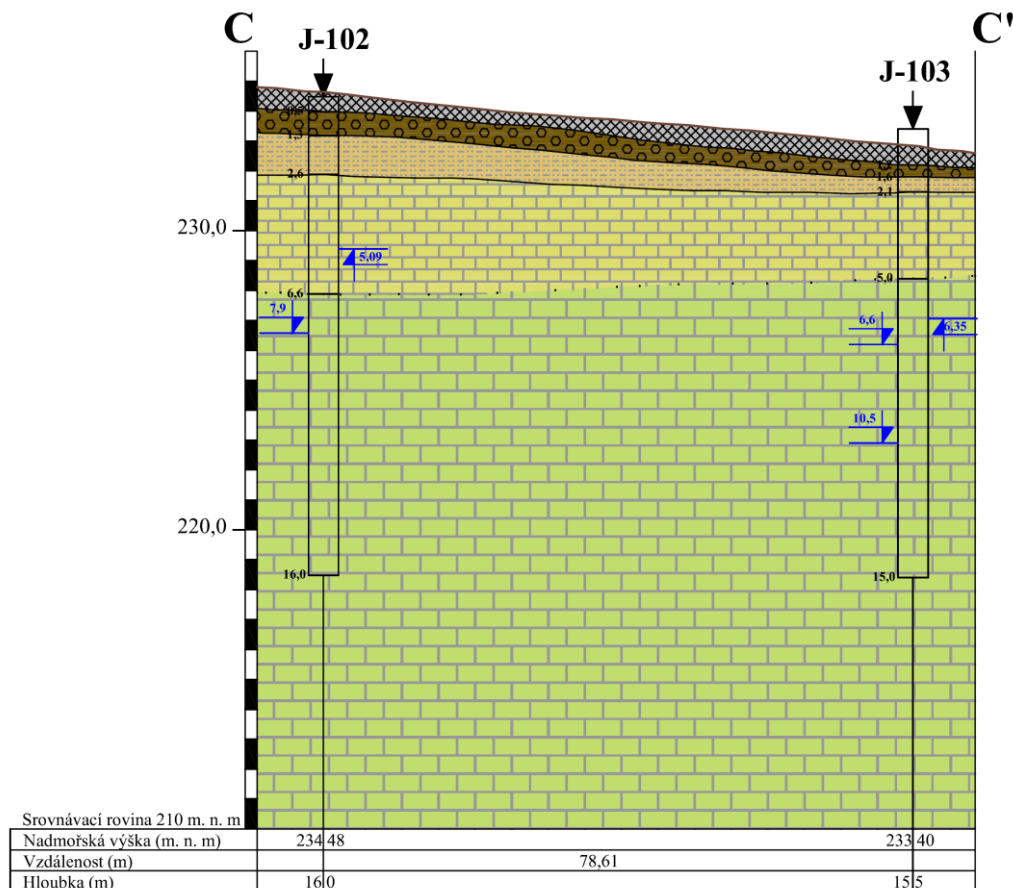 C
C'
J-102
J-103
1,3
1,6
2,6
2,1
230,0
5,09
5,0
6,6
7,9
6,6
6,35
10,5
220,0
16,0
15,0
Srovnávací rovina 210 m. n. m
Nadmořská výška (m. n. m) 234,48 233,40
Vzdálenost (m) 78,61
Hloubka (m) 16,0 15,5